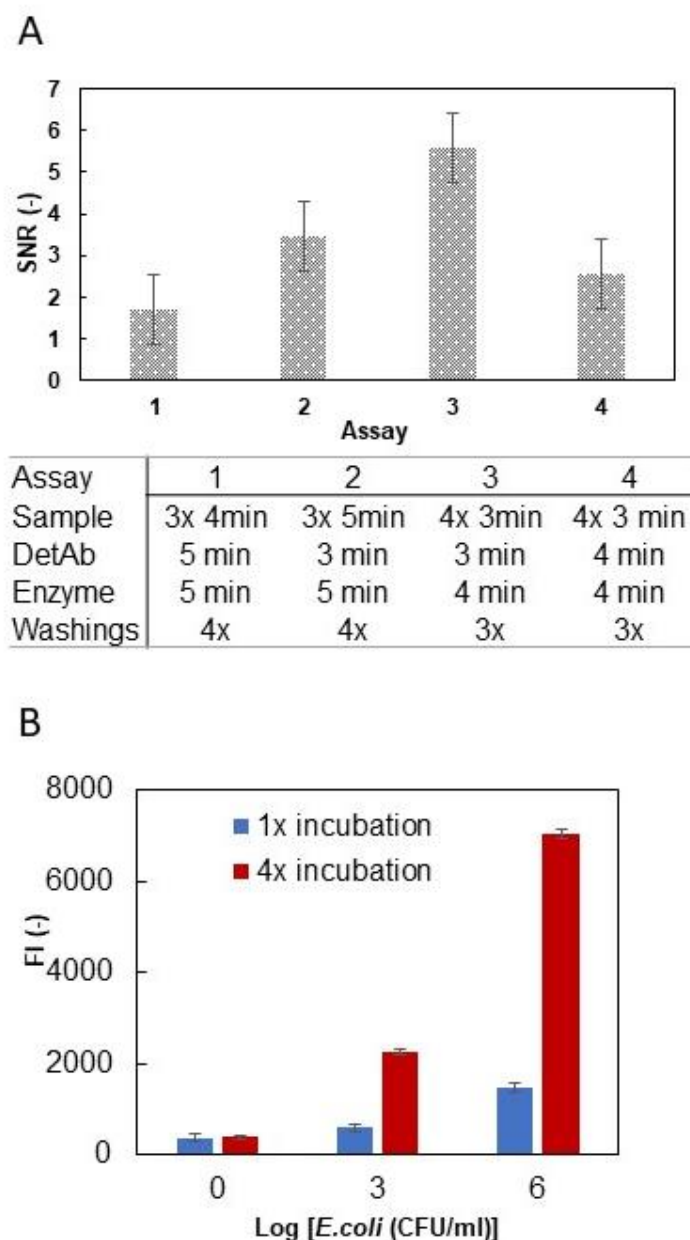 A
7
6
5
4
3
2
1
0
SNR (-)
1 2 3 4
Assay
Assay 1 2 3 4
Sample 3x 4min 3x 5min 4x 3min 4x 3 min
DetAb 5 min 3 min 3 min 4 min
Enzyme 5 min 5 min 4 min 4 min
Washings 4x 4x 3x 3x
B
8000
6000
4000
2000
0
FI (-)
1x incubation
4x incubation
0 3 6
Log [E.coli (CFU/ml)]